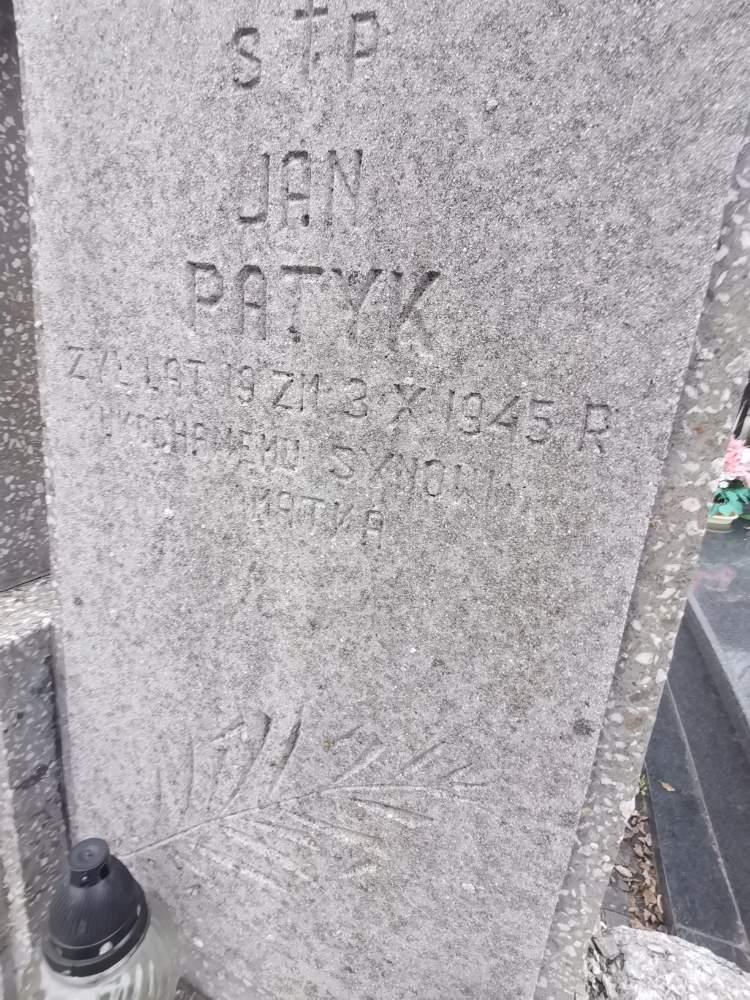 S † P
JAN
PATYK
ŻYŁ LAT 19 ZM 3 X 1945 R
UKOCHANEMU SYNOWI
MATKA